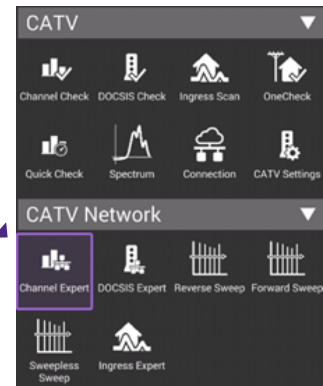 CATV
Channel Check DOCSIS Check Ingress Scan OneCheck
Quick Check Spectrum Connection CATV Settings
CATV Network
Channel Expert DOCSIS Expert Reverse Sweep Forward Sweep
Sweepless
Sweep
Ingress Expert